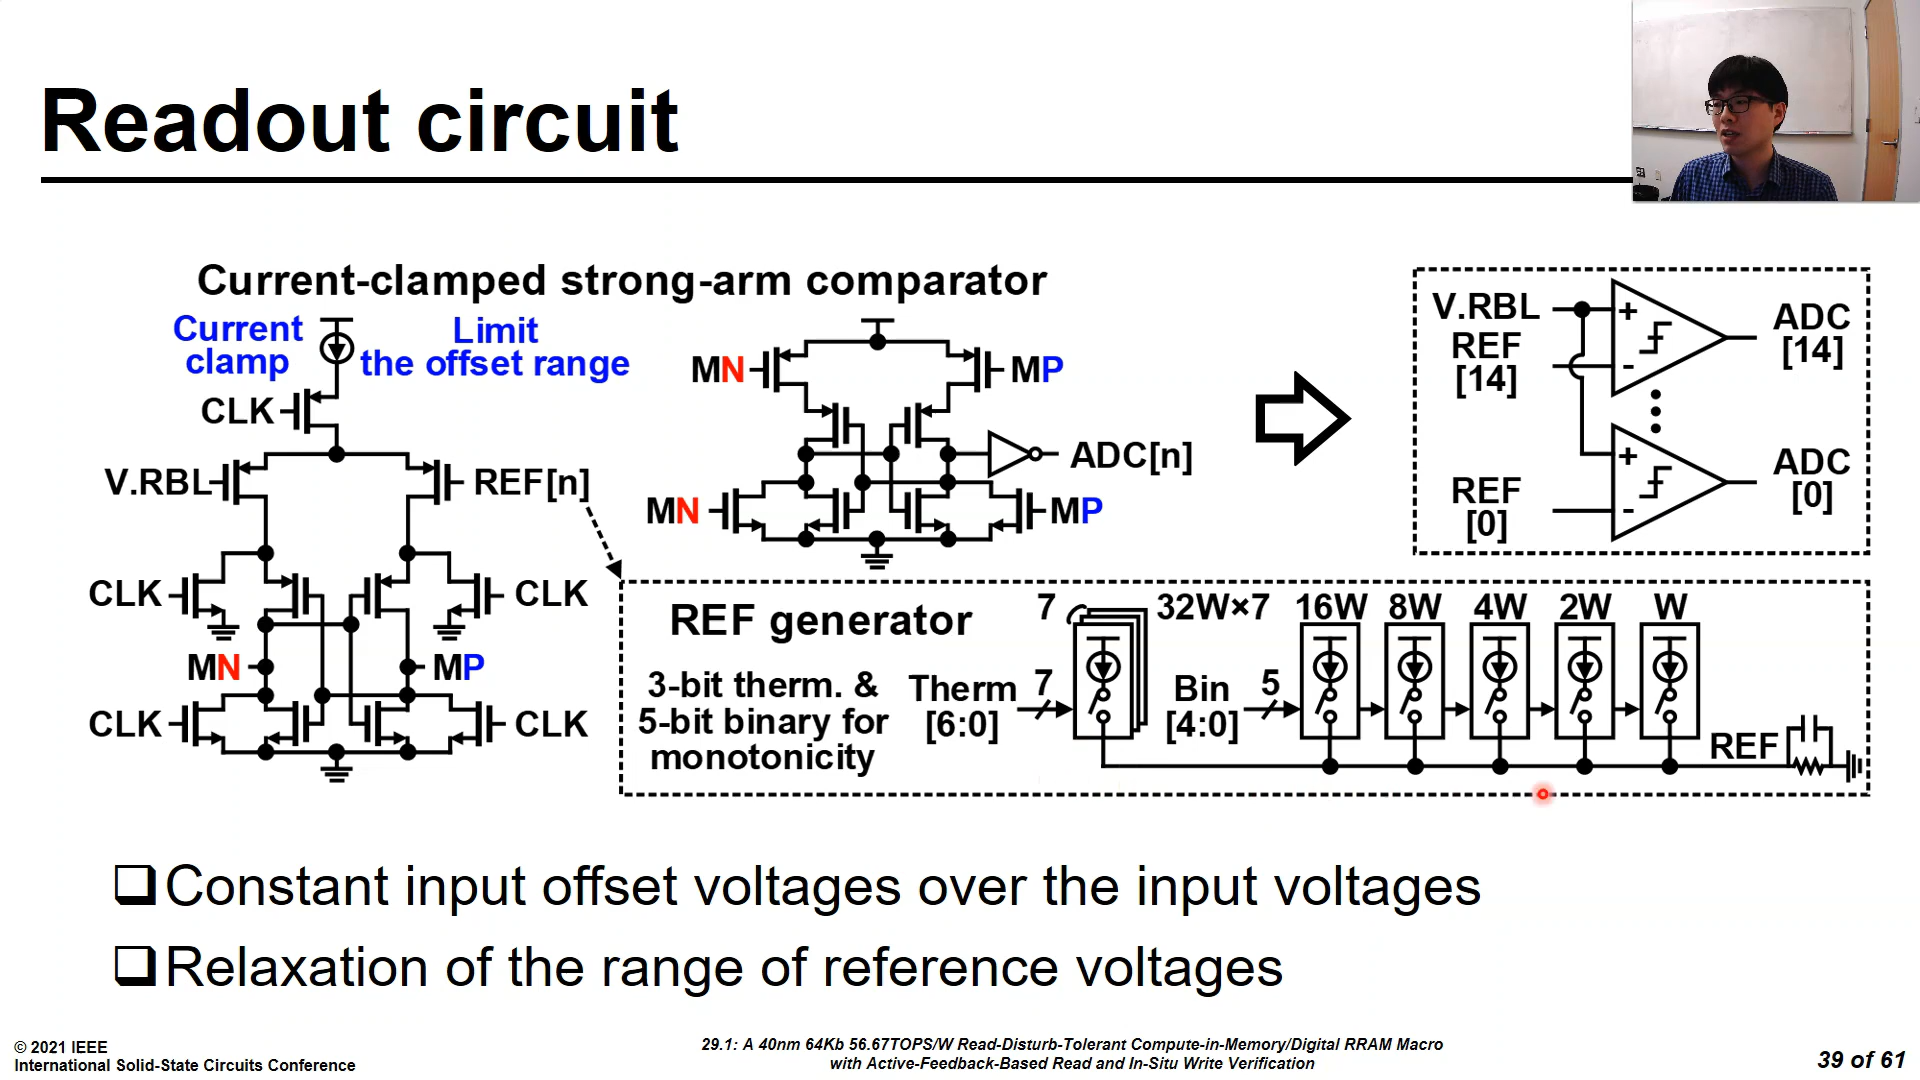 Readout circuit
Current-clamped strong-arm comparator
Current
clamp
Limit
the offset range
CLK
V.RBL
REF[n]
CLK
CLK
MN
MP
CLK
CLK
MN
MP
ADC[n]
MN
MP
V.RBL
REF
[14]
+
-
ADC
[14]
REF
[0]
+
-
ADC
[0]
REF generator
3-bit therm. &
5-bit binary for
monotonicity
7
32W×7
16W
8W
4W
2W
W
Therm
[6:0]
7
Bin
[4:0]
5
REF
❑Constant input offset voltages over the input voltages
❑Relaxation of the range of reference voltages
© 2021 IEEE
International Solid-State Circuits Conference
29.1: A 40nm 64Kb 56.67TOPS/W Read-Disturb-Tolerant Compute-in-Memory/Digital RRAM Macro
with Active-Feedback-Based Read and In-Situ Write Verification
39 of 61